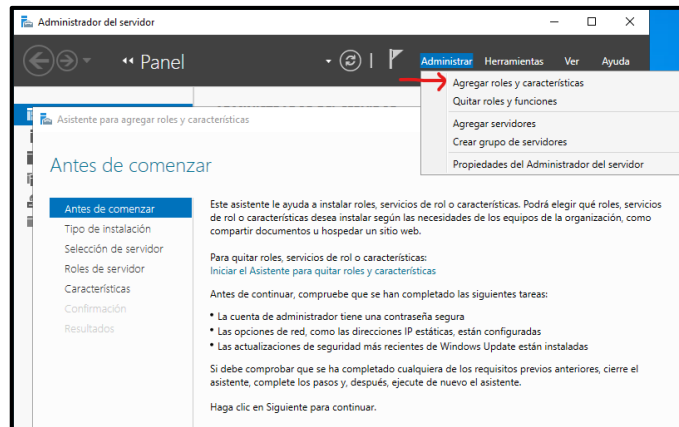 Administrador del servidor
Panel
Administrar Herramientas Ver Ayuda
Agregar roles y características
Quitar roles y funciones
Agregar servidores
Crear grupo de servidores
Propiedades del Administrador del servidor
Asistente para agregar roles y características
Antes de comenzar
Antes de comenzar
Tipo de instalación
Selección de servidor
Roles de servidor
Características
Confirmación
Resultados
Este asistente le ayuda a instalar roles, servicios de rol o características. Podrá elegir qué roles, servicios
de rol o características desea instalar según las necesidades de los equipos de la organización, como
compartir documentos u hospedar un sitio web.
Para quitar roles, servicios de rol o características:
Iniciar el Asistente para quitar roles y características
Antes de continuar, compruebe que se han completado las siguientes tareas:
• La cuenta de administrador tiene una contraseña segura
• Las opciones de red, como las direcciones IP estáticas, están configuradas
• Las actualizaciones de seguridad más recientes de Windows Update están instaladas
Si debe comprobar que se ha completado cualquiera de los requisitos previos anteriores, cierre el
asistente, complete los pasos y, después, ejecute de nuevo el asistente.
Haga clic en Siguiente para continuar.